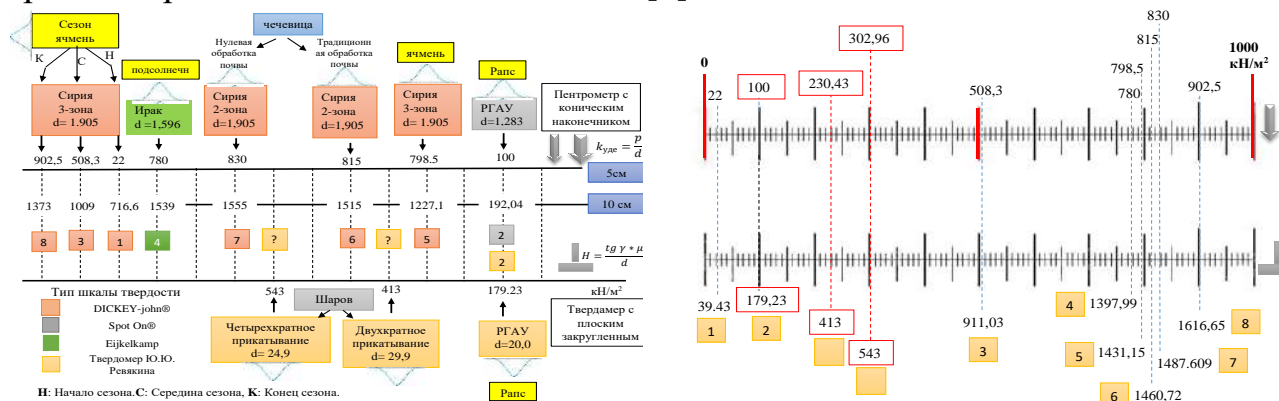 Сезон
ячмень
К
С
Н
чечевица
Нулевая
обработка
почвы
Традиционн
ая обработка
почвы
подсолнечн
ячмень
Рапс
Сирия
3-зона
d= 1.905
Ирак
d =1,596
Сирия
2-зона
d=1,905
Сирия
2-зона
d=1,905
Сирия
3-зона
d= 1.905
РГАУ
d=1.283
Пентрометр с
коническим
наконечником
kуде = p/d
902,5 508,3 22 780 830 815 798.5 100
5см
1373 1009 716.6 1539 1555 1515 1227,1 192,04
10 см
8 3 1 4 7 ? 6 ? 5 2
2
H = tg γ * μ / d
Тип шкалы твердости
DICKEY-john®
Spot On®
Eijkelkamp
Твердомер Ю.Ю.
Ревякина
543
Шаров
413
179.23
кН/м²
Четырехкратное
прикатывание
d= 24,9
Двухкратное
прикатывание
d= 29,9
РГАУ
d=20,0
Рапс
Твердамер с
плоским
закругленным
Н: Начало сезона.С: Середина сезона, К: Конец сезона.
0
22
100
230,43
302,96
508,3
780
798,5
815
830
902,5
1000
кН/м²
39.43
179,23
413
543
911,03
1397,99
1431,15
1460,72
1487.609
1616,65
1
2
3
4
5
6
7
8